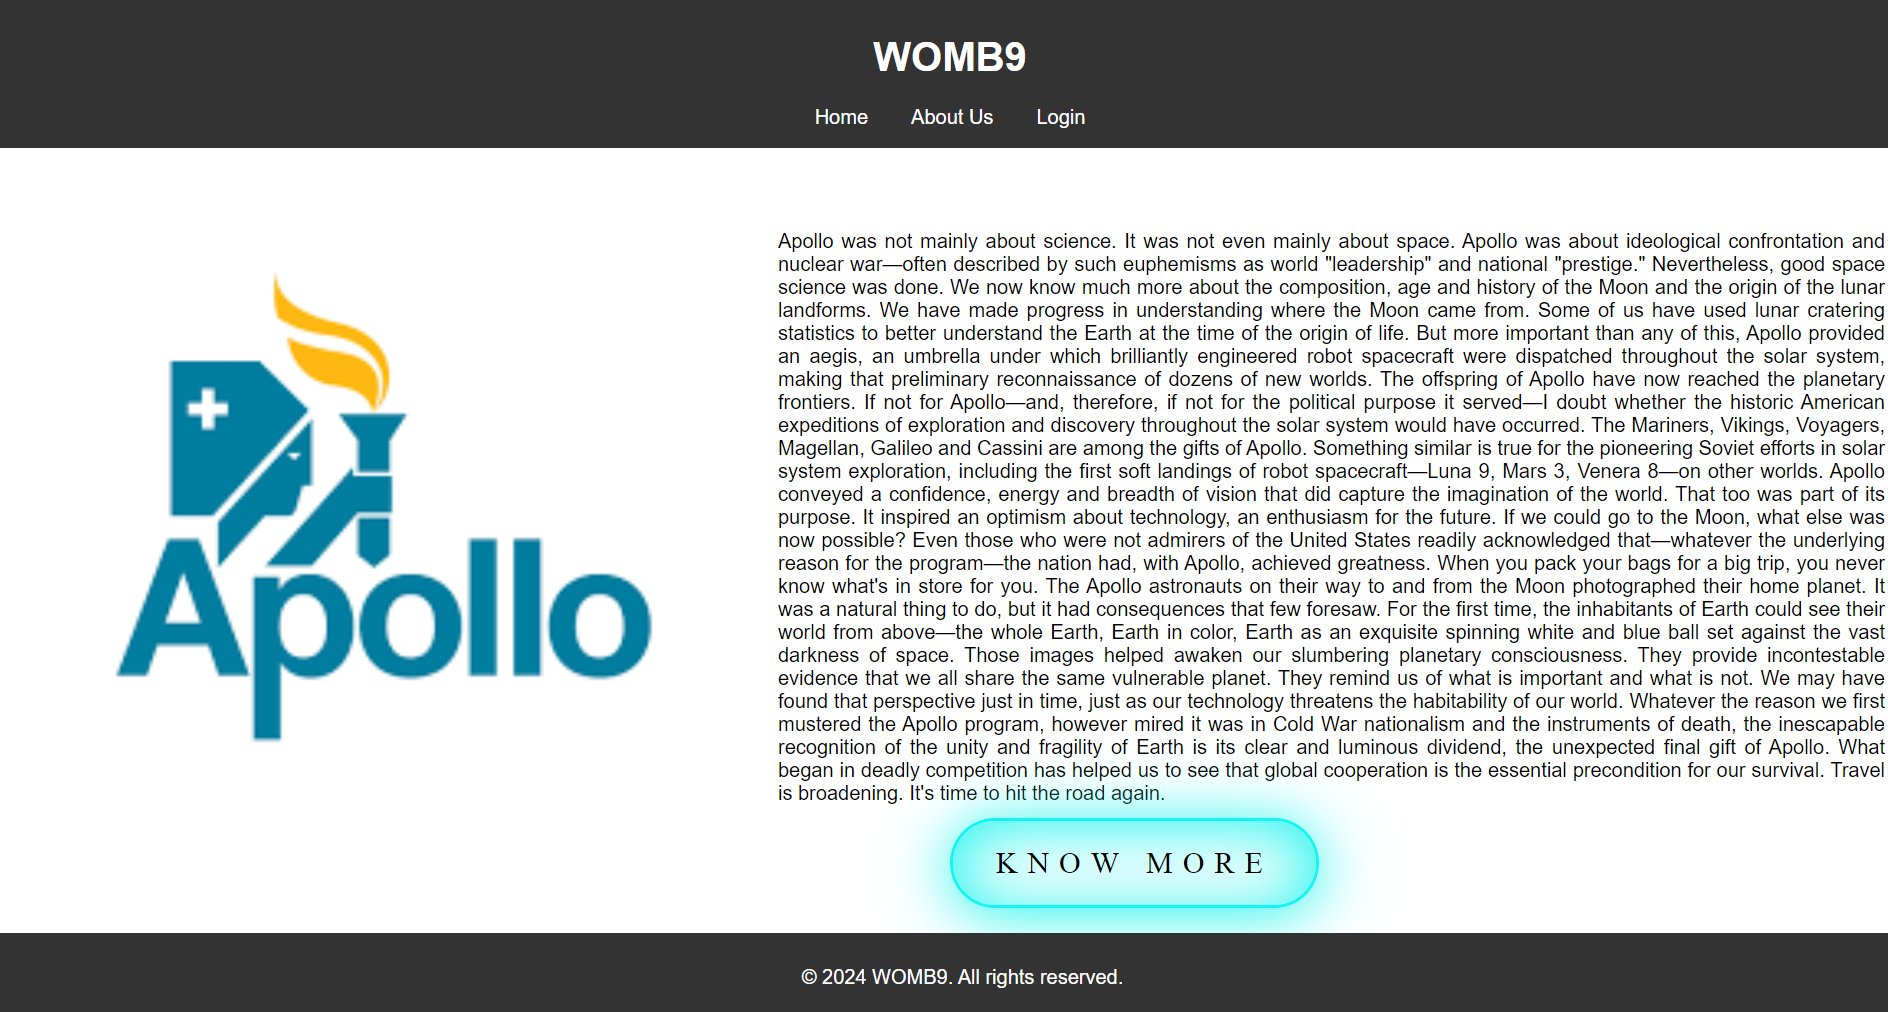 WOMB9
Home About Us Login
Apollo
Apollo was not mainly about science. It was not even mainly about space. Apollo was about ideological confrontation and
nuclear war—often described by such euphemisms as world "leadership" and national "prestige." Nevertheless, good space
science was done. We now know much more about the composition, age and history of the Moon and the origin of the lunar
landforms. We have made progress in understanding where the Moon came from. Some of us have used lunar cratering
statistics to better understand the Earth at the time of the origin of life. But more important than any of this, Apollo provided
an aegis, an umbrella under which brilliantly engineered robot spacecraft were dispatched throughout the solar system,
making that preliminary reconnaissance of dozens of new worlds. The offspring of Apollo have now reached the planetary
frontiers. If not for Apollo—and, therefore, if not for the political purpose it served—I doubt whether the historic American
expeditions of exploration and discovery throughout the solar system would have occurred. The Mariners, Vikings, Voyagers,
Magellan, Galileo and Cassini are among the gifts of Apollo. Something similar is true for the pioneering Soviet efforts in solar
system exploration, including the first soft landings of robot spacecraft—Luna 9, Mars 3, Venera 8—on other worlds. Apollo
conveyed a confidence, energy and breadth of vision that did capture the imagination of the world. That too was part of its
purpose. It inspired an optimism about technology, an enthusiasm for the future. If we could go to the Moon, what else was
now possible? Even those who were not admirers of the United States readily acknowledged that—whatever the underlying
reason for the program—the nation had, with Apollo, achieved greatness. When you pack your bags for a big trip, you never
know what's in store for you. The Apollo astronauts on their way to and from the Moon photographed their home planet. It
was a natural thing to do, but it had consequences that few foresaw. For the first time, the inhabitants of Earth could see their
world from above—the whole Earth, Earth in color, Earth as an exquisite spinning white and blue ball set against the vast
darkness of space. Those images helped awaken our slumbering planetary consciousness. They provide incontestable
evidence that we all share the same vulnerable planet. They remind us of what is important and what is not. We may have
found that perspective just in time, just as our technology threatens the habitability of our world. Whatever the reason we first
mustered the Apollo program, however mired it was in Cold War nationalism and the instruments of death, the inescapable
recognition of the unity and fragility of Earth is its clear and luminous dividend, the unexpected final gift of Apollo. What
began in deadly competition has helped us to see that global cooperation is the essential precondition for our survival. Travel
is broadening. It's time to hit the road again.
KNOW MORE
© 2024 WOMB9. All rights reserved.